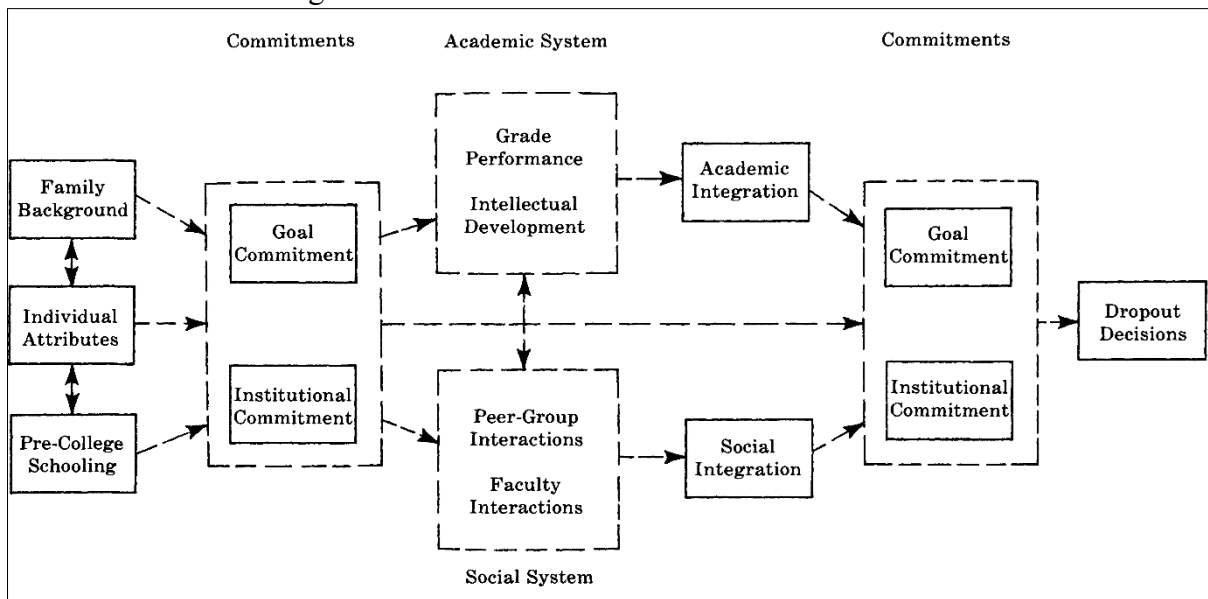 Commitments
Academic System
Commitments
Family
Background
Individual
Attributes
Pre-College
Schooling
Goal
Commitment
Institutional
Commitment
Grade
Performance
Intellectual
Development
Peer-Group
Interactions
Faculty
Interactions
Social System
Academic
Integration
Social
Integration
Goal
Commitment
Institutional
Commitment
Dropout
Decisions